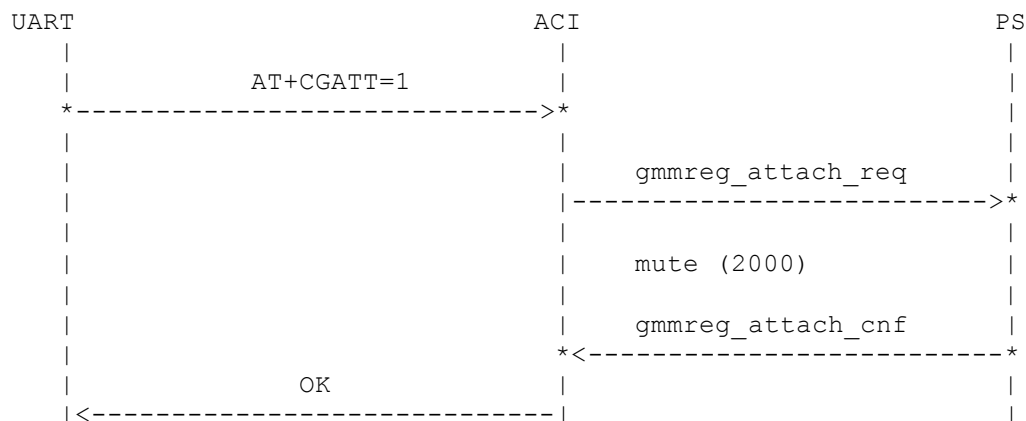 UART ACI PS
AT+CGATT=1
gmmreg_attach_req
mute (2000)
gmmreg_attach_cnf
OK